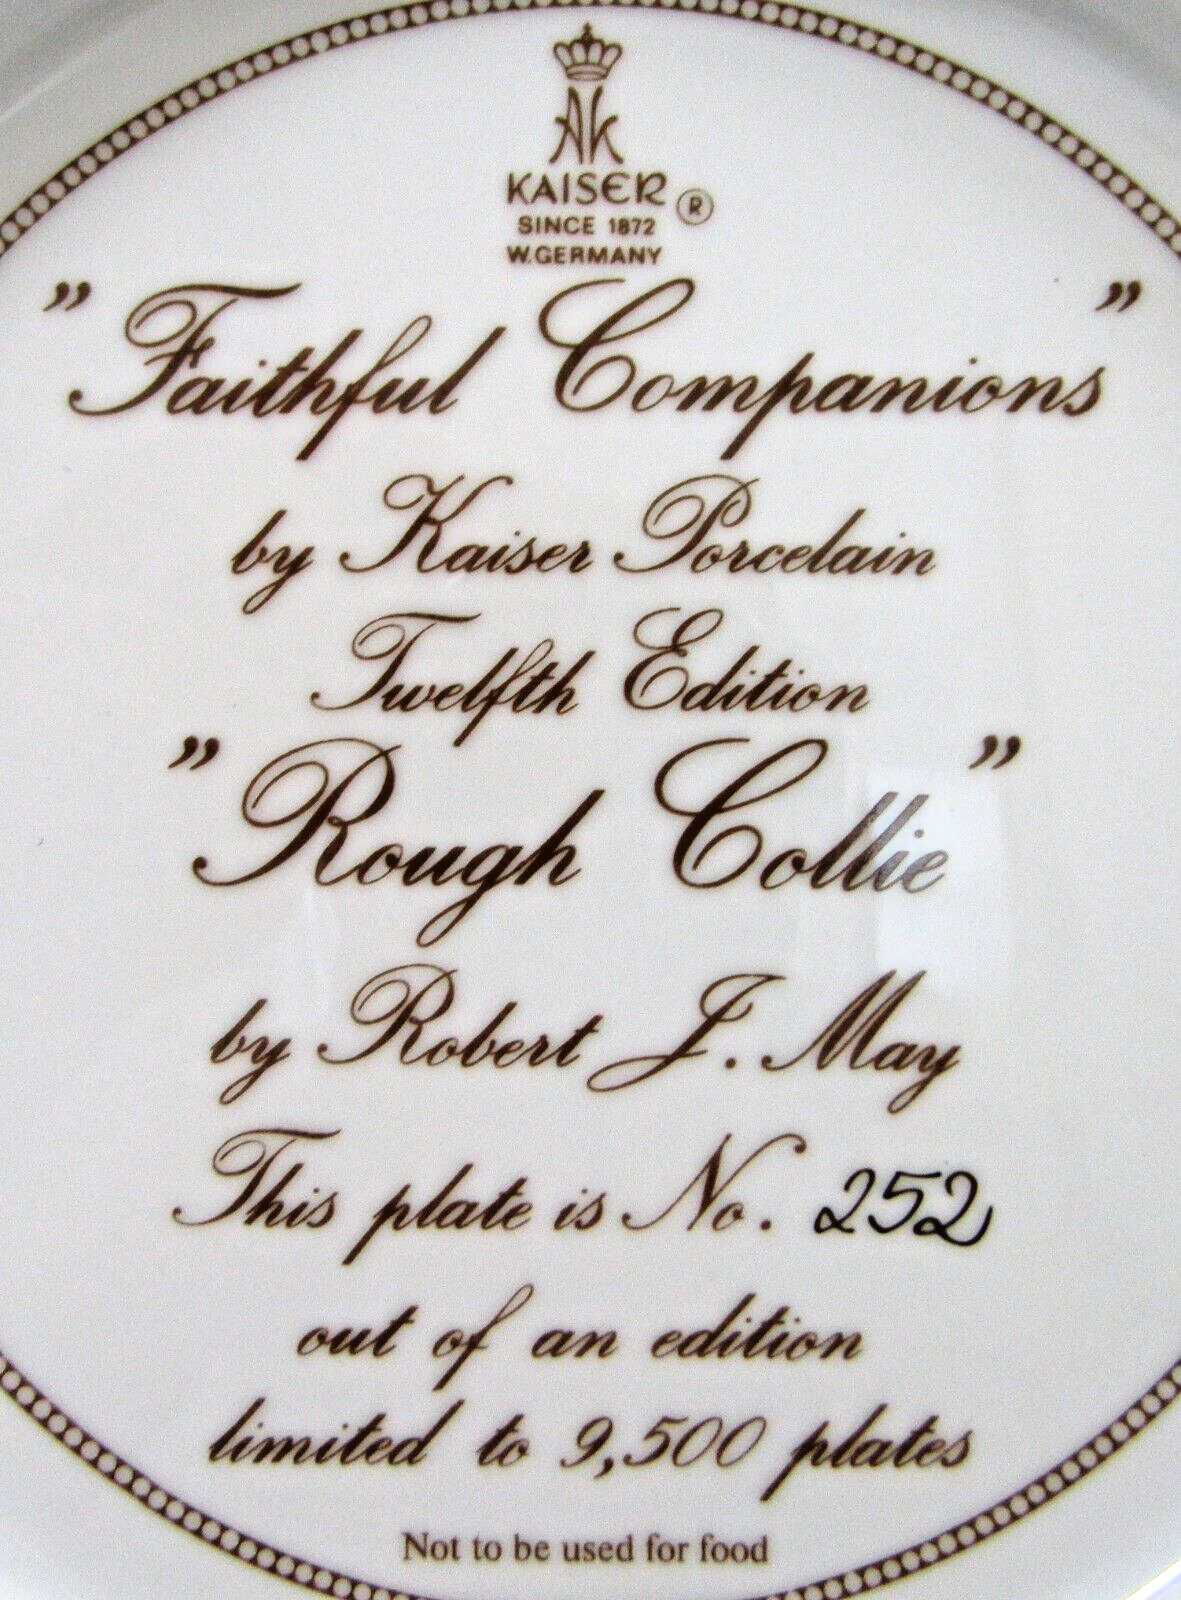 AK
KAISER ®
SINCE 1872
W.GERMANY
”Faithful Companions”
by Kaiser Porcelain
Twelfth Edition
”Rough Collie”
by Robert J. May
This plate is No. 252
out of an edition
limited to 9,500 plates
Not to be used for food